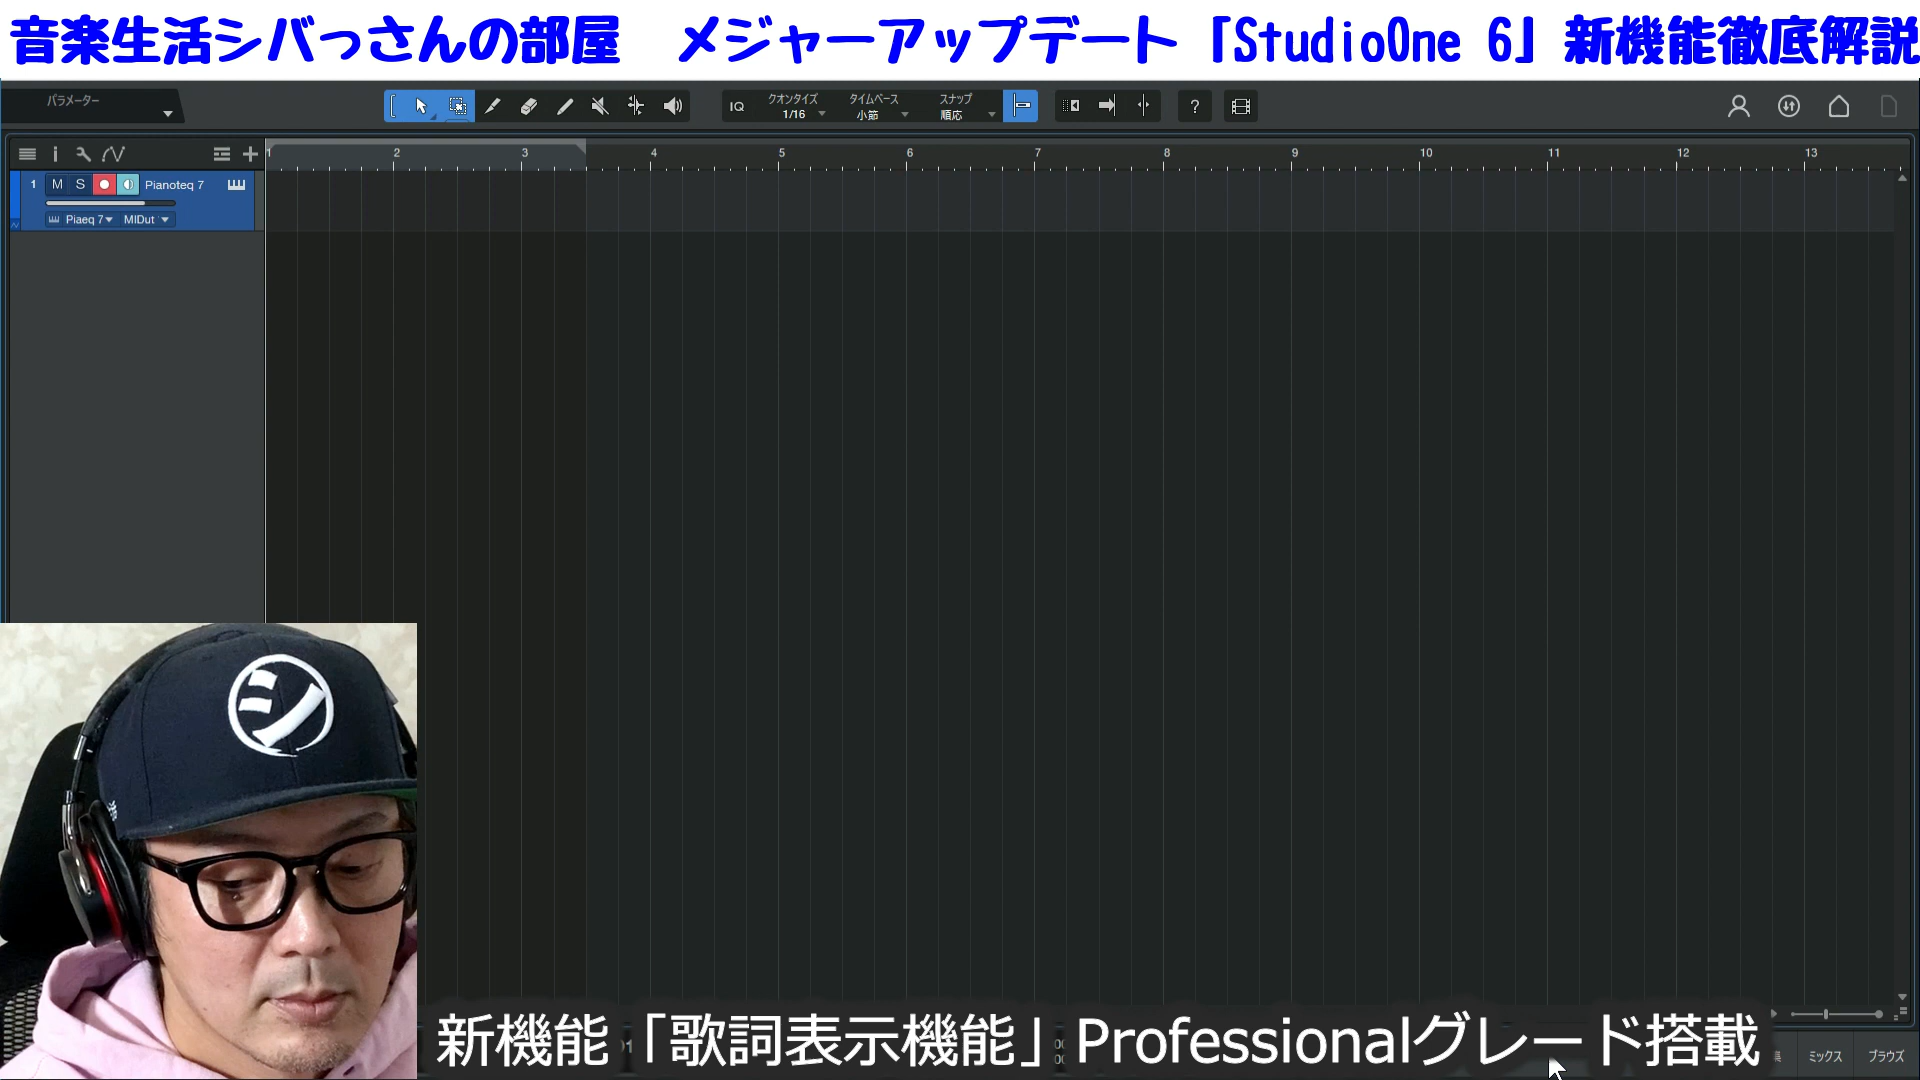 音楽生活シバっさんの部屋　メジャーアップデート「StudioOne 6」新機能徹底解説
パラメーター
IQ
クオンタイズ
1/16
タイムベース
小節
スナップ
順応
?
1 2 3 4 5 6 7 8 9 10 11 12 13
1 M S Pianoteq 7
Piaeq 7 MIDut
シ
新機能「歌詞表示機能」Professionalグレード搭載
ミックス
ブラウズ